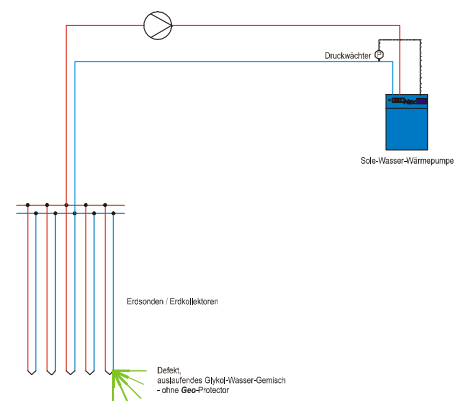 Druckwächter
P
Sole-Wasser-Wärmepumpe
Erdsonden / Erdkollektoren
Defekt,
auslaufendes Glykol-Wasser-Gemisch
- ohne Geo-Protector